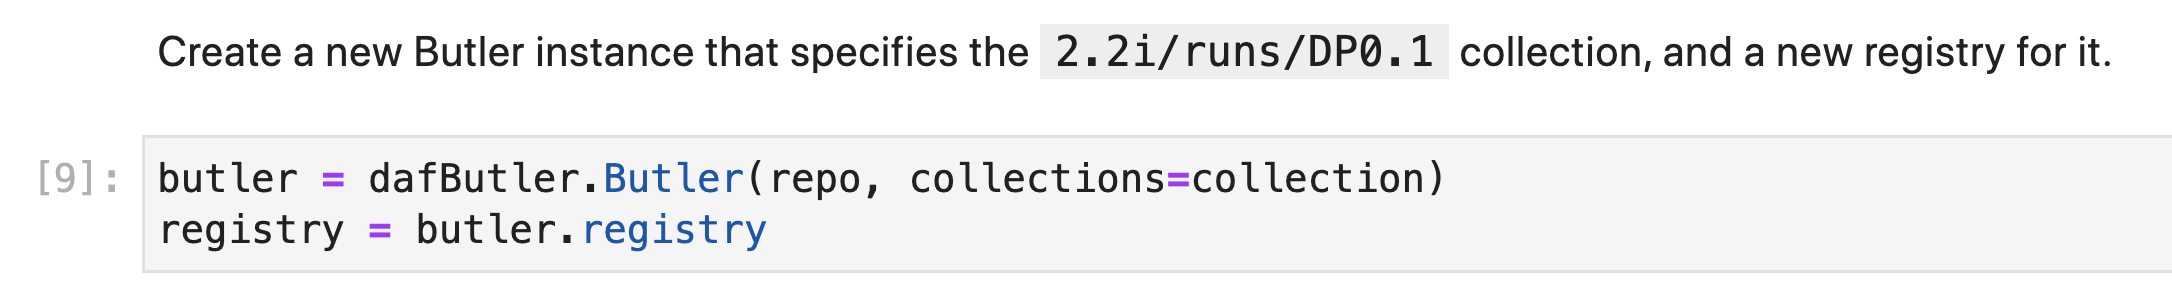 Create a new Butler instance that specifies the 2.2i/runs/DP0.1 collection, and a new registry for it.
[9]: butler = dafButler.Butler(repo, collections=collection)
registry = butler.registry